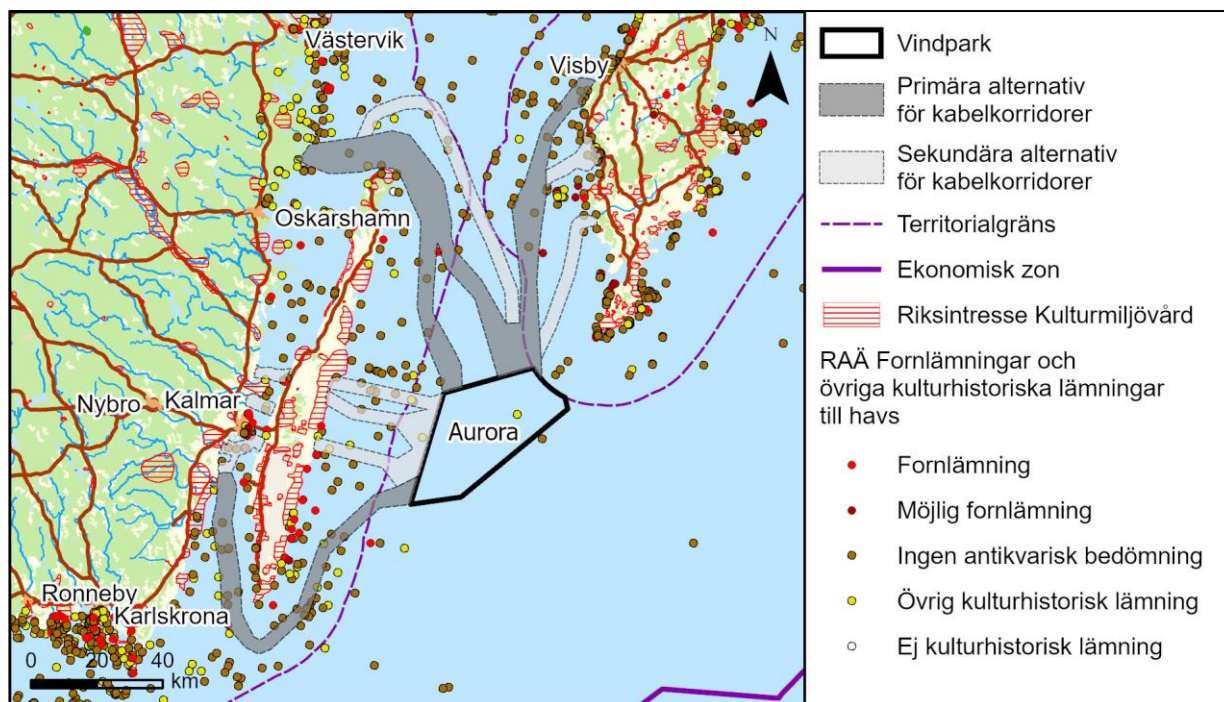 Västervik
Visby
N
Oskarshamn
Nybro
Kalmar
Aurora
Ronneby
Karlskrona
0 20 40
km
Vindpark
Primära alternativ
för kabelkorridorer
Sekundära alternativ
för kabelkorridorer
Territorialgräns
Ekonomisk zon
Riksintresse Kulturmiljövård
RAÄ Fornlämningar och
övriga kulturhistoriska lämningar
till havs
Fornlämning
Möjlig fornlämning
Ingen antikvarisk bedömning
Övrig kulturhistorisk lämning
Ej kulturhistorisk lämning